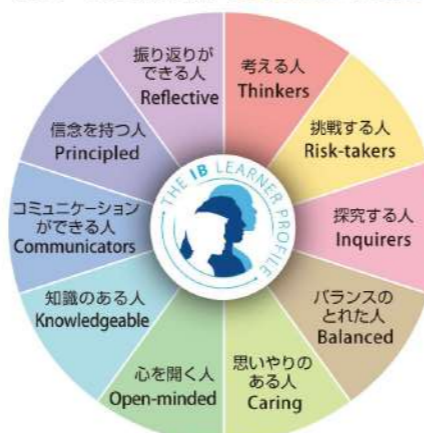 考える人
Thinkers
挑戦する人
Risk-takers
探究する人
Inquirers
バランスの
とれた人
Balanced
思いやりの
ある人
Caring
心を開く人
Open-minded
知識のある人
Knowledgeable
コミュニケーション
ができる人
Communicators
信念を持つ人
Principled
振り返りが
できる人
Reflective
THE IB LEARNER PROFILE